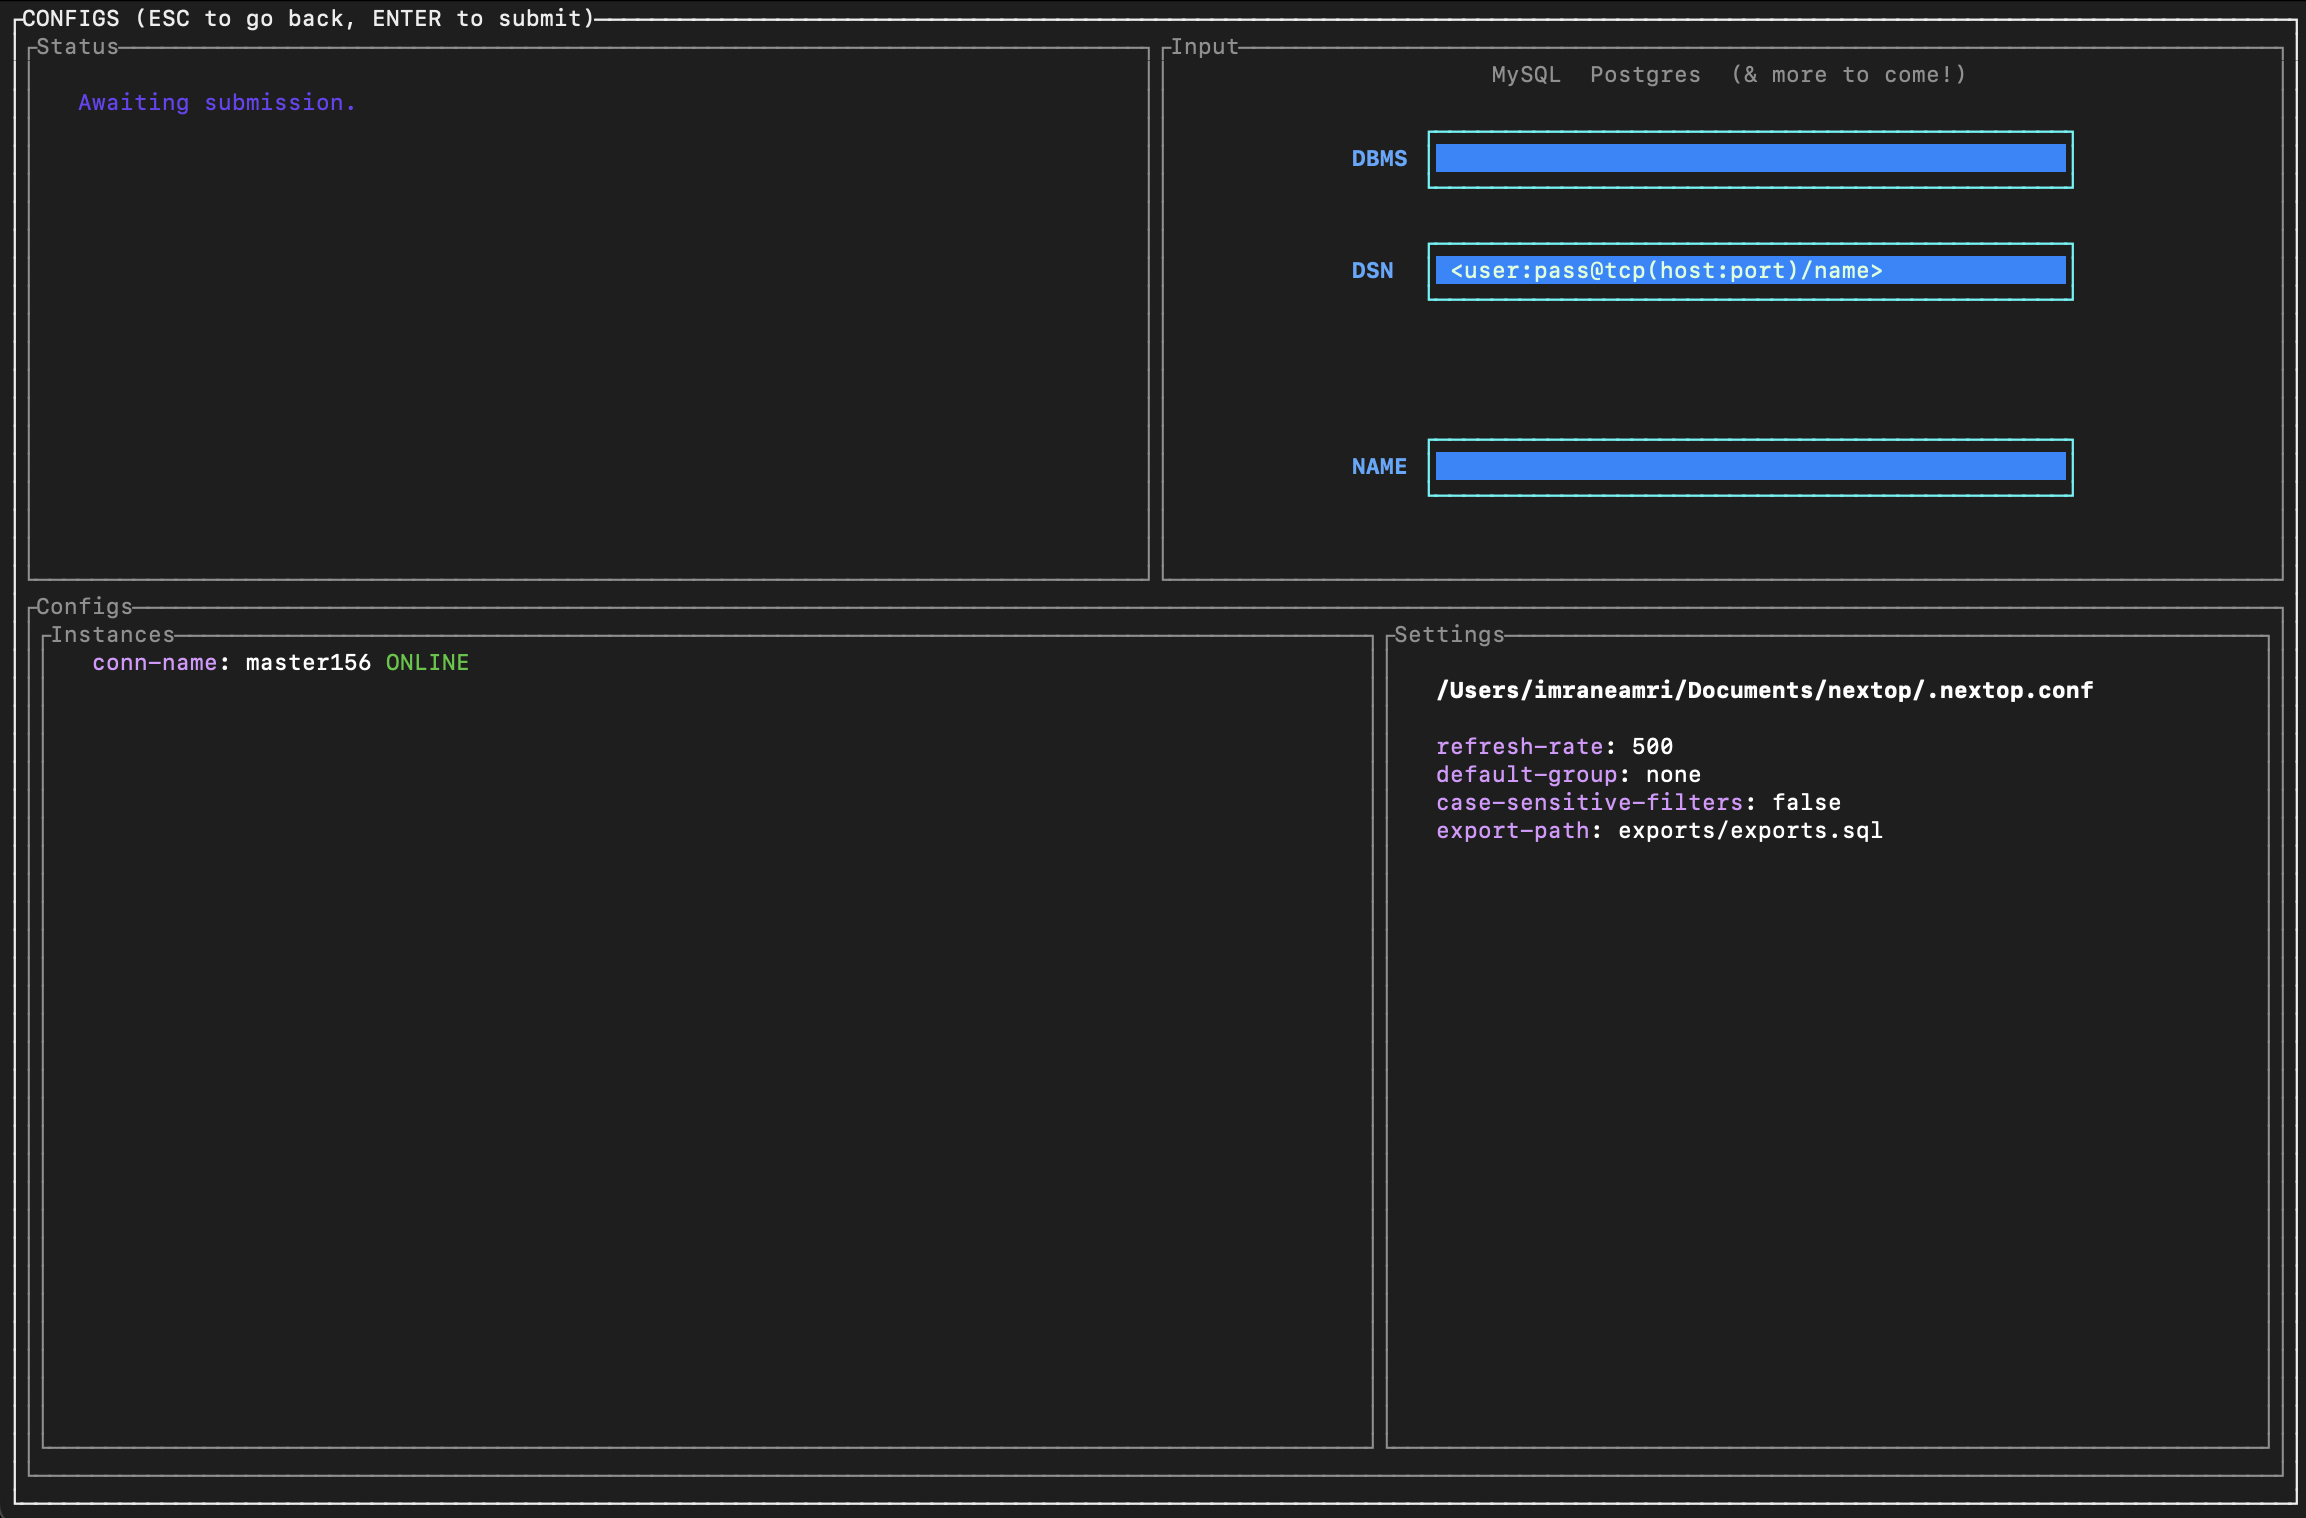 CONFIGS (ESC to go back, ENTER to submit)
Status
Awaiting submission.
Input
MySQL  Postgres  (& more to come!)
DBMS
DSN <user:pass@tcp(host:port)/name>
NAME
Configs
Instances
conn-name: master156 ONLINE
Settings
/Users/imraneamri/Documents/nextop/.nextop.conf
refresh-rate: 500
default-group: none
case-sensitive-filters: false
export-path: exports/exports.sql